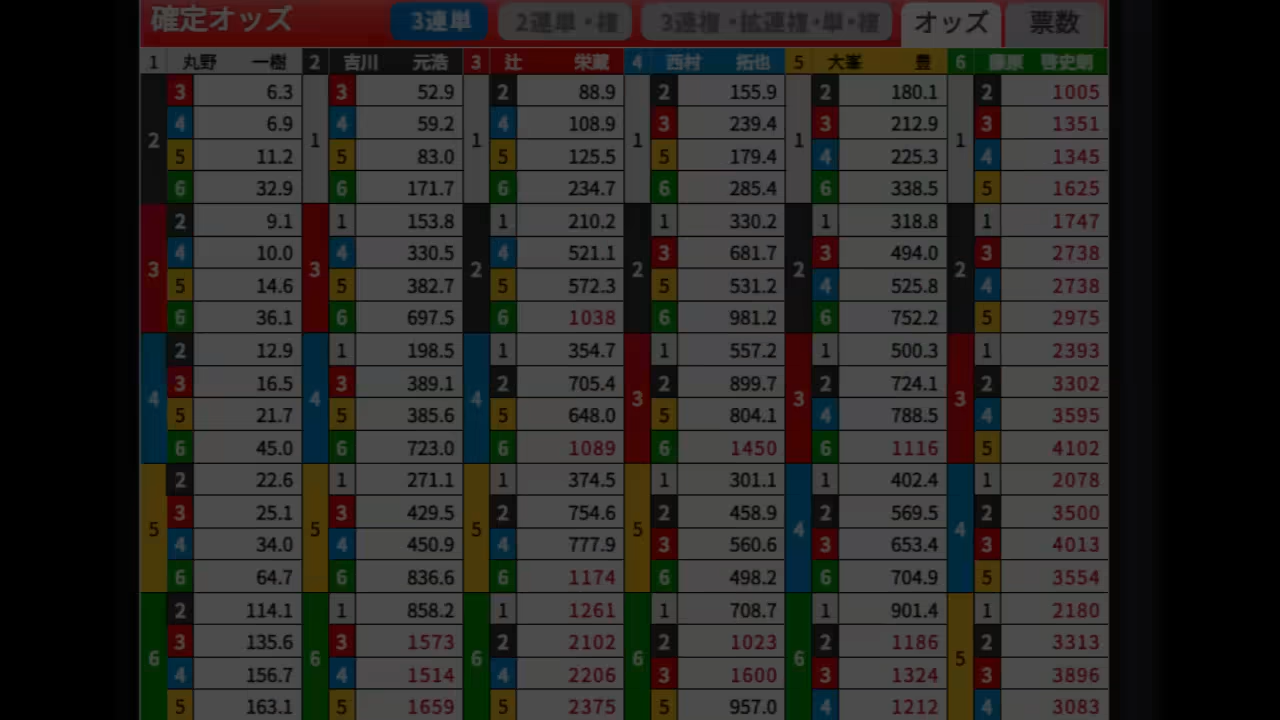 確定オッズ 3連単 2連単・複 3連複・拡連複・単・複 オッズ 票数
1 丸野 一樹 2 吉川 元浩 3 辻 栄蔵 4 西村 拓也 5 大峯 豊 6 藤原 啓史朗
2 3 6.3 1 3 52.9 1 2 88.9 1 2 155.9 1 2 180.1 1 2 1005
4 6.9 4 59.2 4 108.9 3 239.4 3 212.9 3 1351
5 11.2 5 83.0 5 125.5 5 179.4 4 225.3 4 1345
6 32.9 6 171.7 6 234.7 6 285.4 6 338.5 5 1625
3 2 9.1 3 1 153.8 2 1 210.2 2 1 330.2 2 1 318.8 2 1 1747
4 10.0 4 330.5 4 521.1 3 681.7 3 494.0 3 2738
5 14.6 5 382.7 5 572.3 5 531.2 4 525.8 4 2738
6 36.1 6 697.5 6 1038 6 981.2 6 752.2 5 2975
4 2 12.9 4 1 198.5 4 1 354.7 3 1 557.2 3 1 500.3 3 1 2393
3 16.5 3 389.1 2 705.4 2 899.7 2 724.1 2 3302
5 21.7 5 385.6 5 648.0 5 804.1 4 788.5 4 3595
6 45.0 6 723.0 6 1089 6 1450 6 1116 5 4102
5 2 22.6 5 1 271.1 5 1 374.5 5 1 301.1 4 1 402.4 4 1 2078
3 25.1 3 429.5 2 754.6 2 458.9 2 569.5 2 3500
4 34.0 4 450.9 4 777.9 3 560.6 3 653.4 3 4013
6 64.7 6 836.6 6 1174 6 498.2 6 704.9 5 3554
6 2 114.1 6 1 858.2 6 1 1261 6 1 708.7 6 1 901.4 5 1 2180
3 135.6 3 1573 2 2102 2 1023 2 1186 2 3313
4 156.7 4 1514 4 2206 3 1600 3 1324 3 3896
5 163.1 5 1659 5 2375 5 957.0 4 1212 4 3083